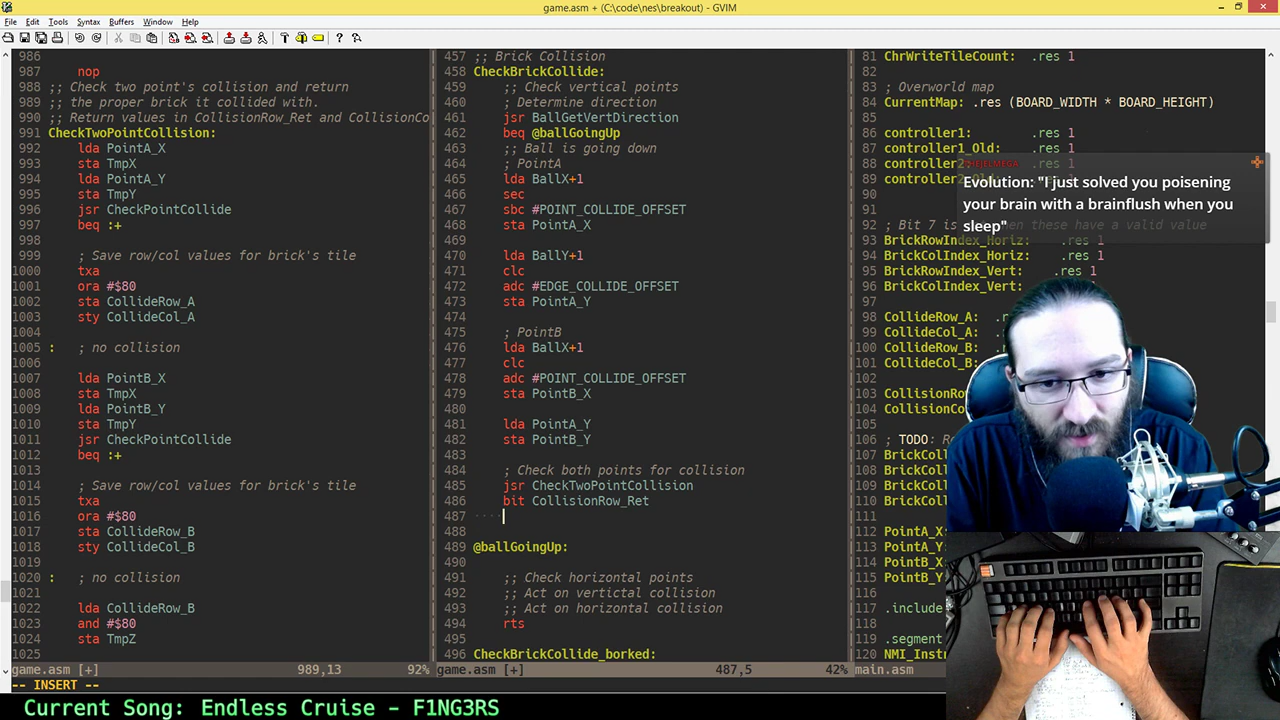 game.asm + (C:\code\nes\breakout) - GVIM
File Edit Tools Syntax Buffers Window Help
986
987 nop
988 ;; Check two point's collision and return
989 ;; the proper brick it collided with.
990 ;; Return values in CollisionRow_Ret and CollisionCo
991 CheckTwoPointCollision:
992 lda PointA_X
993 sta TmpX
994 lda PointA_Y
995 sta TmpY
996 jsr CheckPointCollide
997 beq :+
998
999 ; Save row/col values for brick's tile
1000 txa
1001 ora #$80
1002 sta CollideRow_A
1003 sty CollideCol_A
1004
1005 : ; no collision
1006
1007 lda PointB_X
1008 sta TmpX
1009 lda PointB_Y
1010 sta TmpY
1011 jsr CheckPointCollide
1012 beq :+
1013
1014 ; Save row/col values for brick's tile
1015 txa
1016 ora #$80
1017 sta CollideRow_B
1018 sty CollideCol_B
1019
1020 : ; no collision
1021
1022 lda CollideRow_B
1023 and #$80
1024 sta TmpZ
1025
game.asm [+] 989,13 92%
457 ;; Brick Collision
458 CheckBrickCollide:
459 ;; Check vertical points
460 ; Determine direction
461 jsr BallGetVertDirection
462 beq @ballGoingUp
463 ;; Ball is going down
464 ; PointA
465 lda BallX+1
466 sec
467 sbc #POINT_COLLIDE_OFFSET
468 sta PointA_X
469
470 lda BallY+1
471 clc
472 adc #EDGE_COLLIDE_OFFSET
473 sta PointA_Y
474
475 ; PointB
476 lda BallX+1
477 clc
478 adc #POINT_COLLIDE_OFFSET
479 sta PointB_X
480
481 lda PointA_Y
482 sta PointB_Y
483
484 ; Check both points for collision
485 jsr CheckTwoPointCollision
486 bit CollisionRow_Ret
487
488
489 @ballGoingUp:
490
491 ;; Check horizontal points
492 ;; Act on vertictal collision
493 ;; Act on horizontal collision
494 rts
495
496 CheckBrickCollide_borked:
game.asm [+] 487,5 42%
81 ChrWriteTileCount: .res 1
82
83 ; Overworld map
84 CurrentMap: .res (BOARD_WIDTH * BOARD_HEIGHT)
85
86 controller1: .res 1
87 controller1_Old: .res 1
88 controller2
89 controller2
90
91
92 ; Bit 7 is en these have a valid value
93 BrickRowIndex_Horiz: .res 1
94 BrickColIndex_Horiz: .res 1
95 BrickRowIndex_Vert: .res 1
96 BrickColIndex_Vert: .res 1
97
98 CollideRow_A:
99 CollideCol_A:
100 CollideRow_B:
101 CollideCol_B:
102
103 Collision
104 CollisionCo
105
106 ; TODO: R
107 BrickCol
108 BrickCol
109 BrickCol
110 BrickCol
111
112 PointA_X:
113 PointA_Y
114 PointB_X
115 PointB_Y
116
117 .include
118
119 .segment
120 NMI_Inst
main.asm
Evolution: "I just solved you poisening
your brain with a brainflush when you
sleep"
-- INSERT --
Current Song: Endless Cruise - F1NG3RS